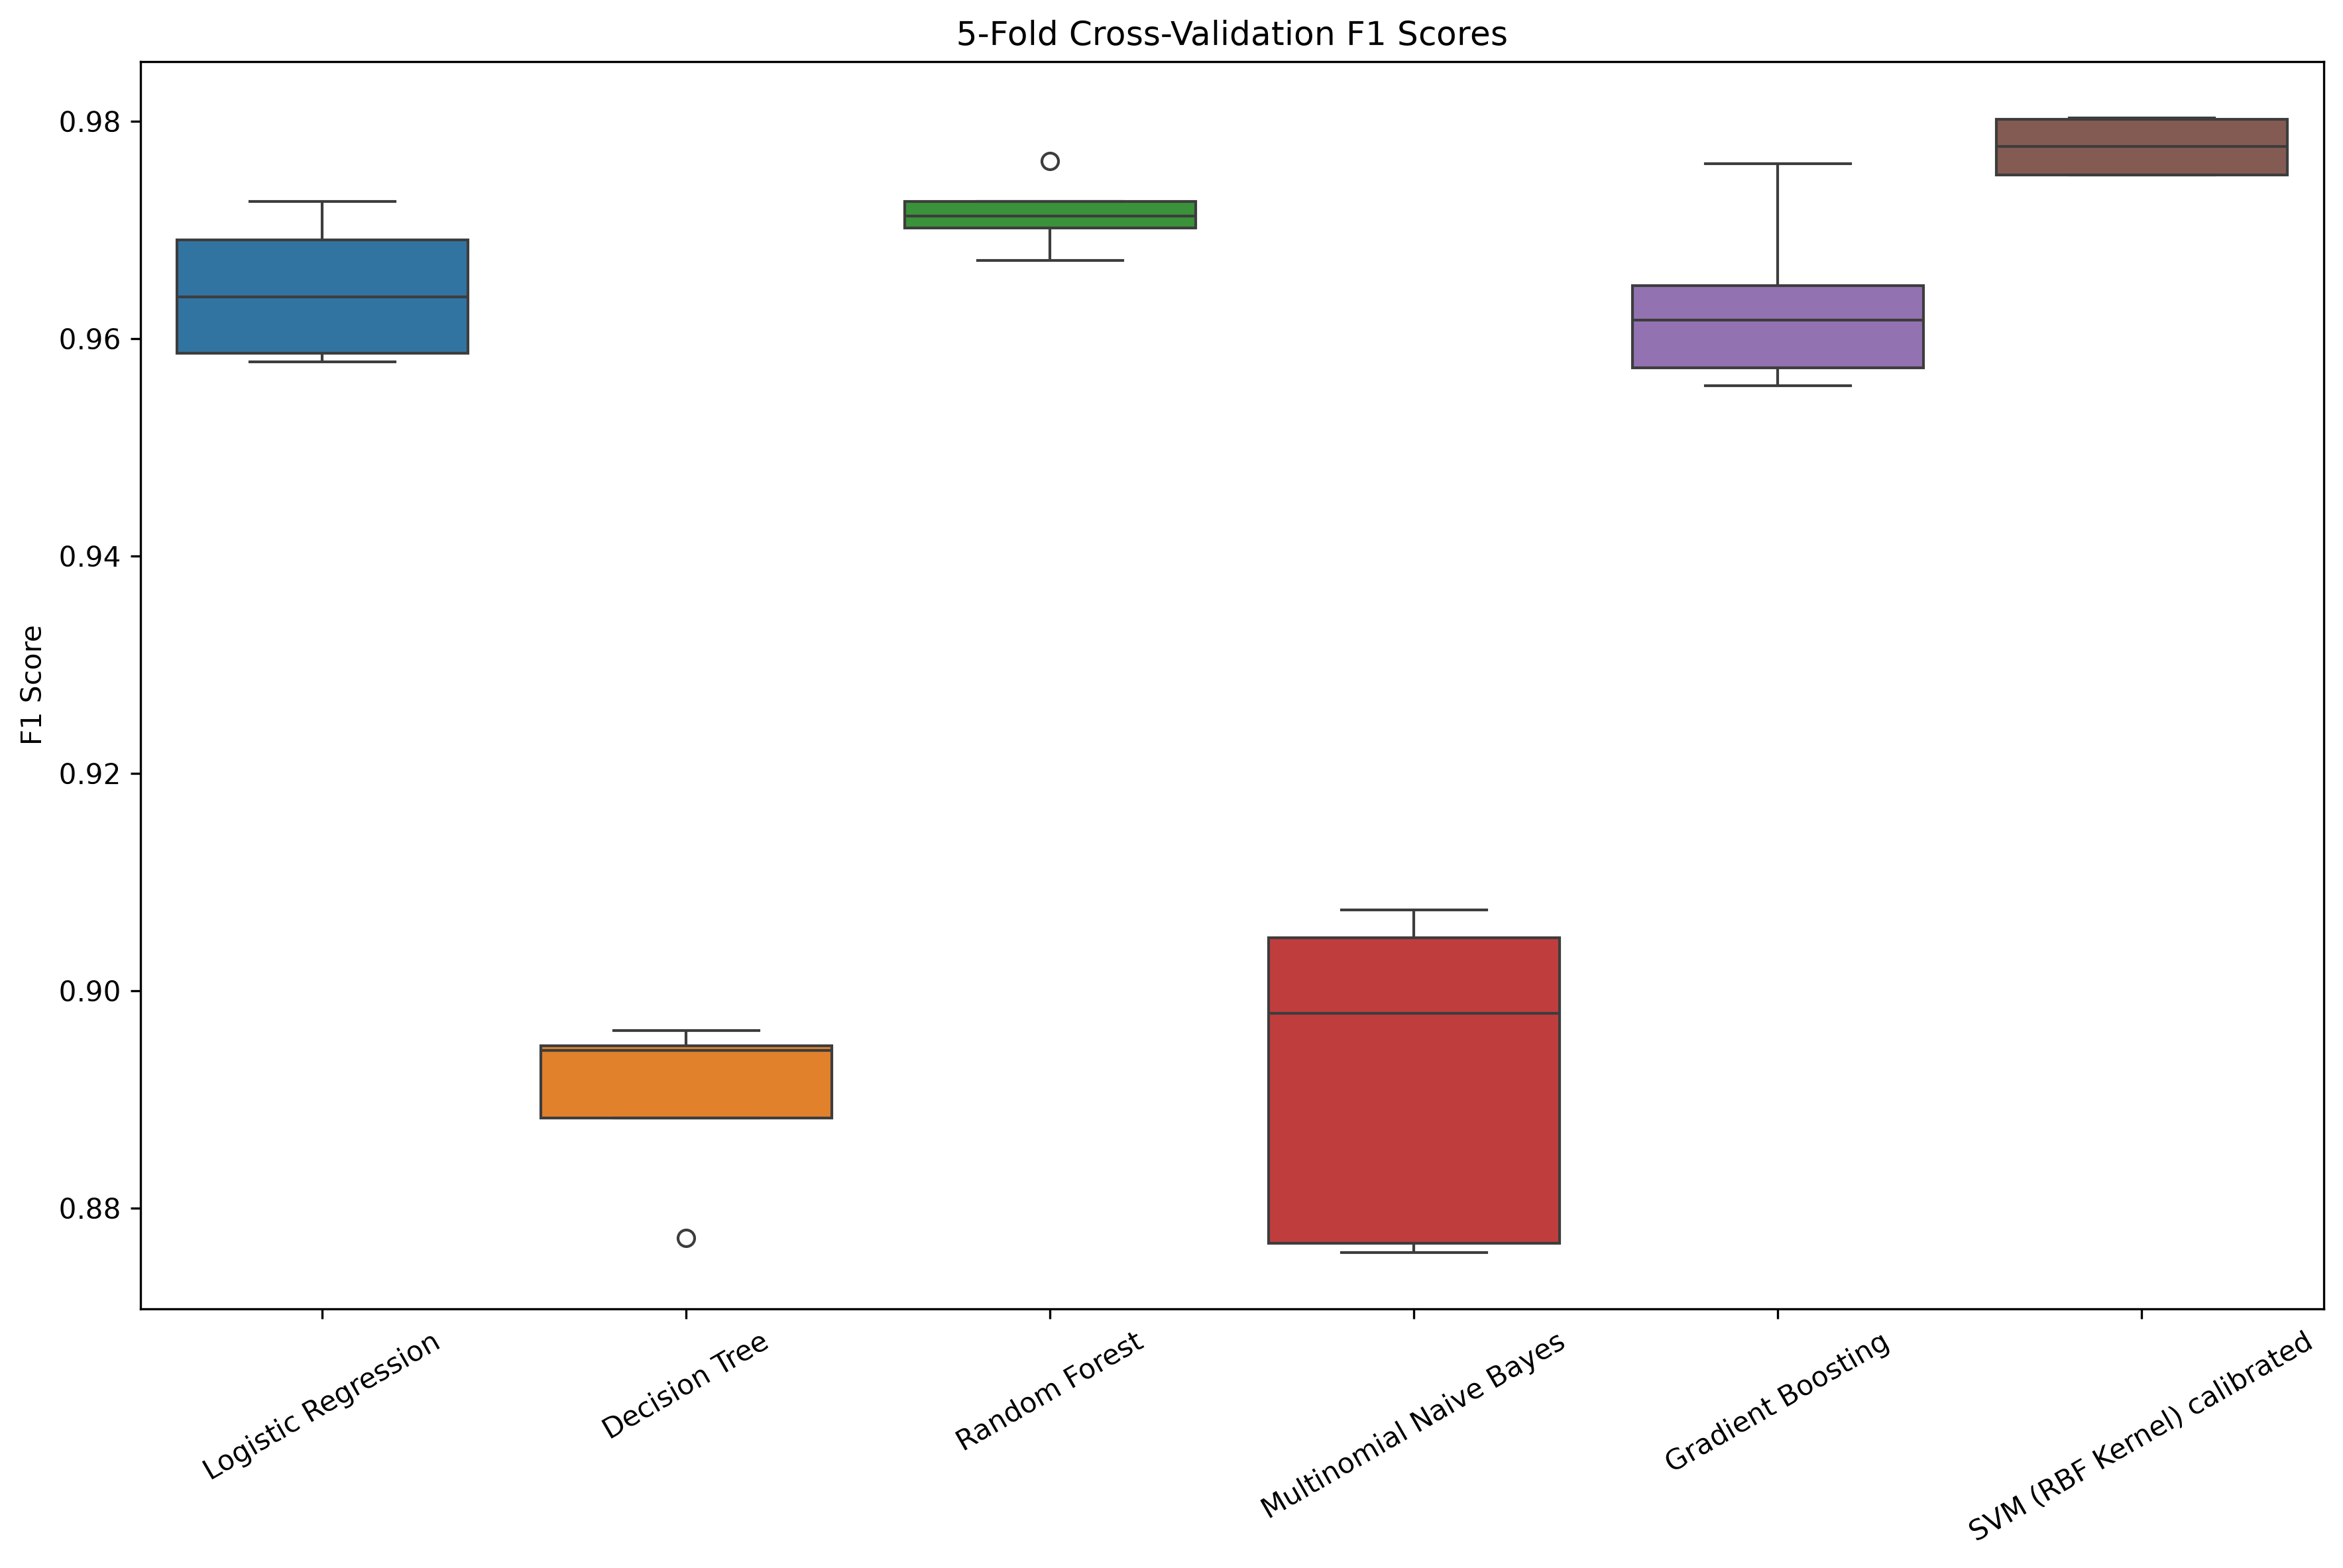 5-Fold Cross-Validation F1 Scores
F1 Score
0.98
0.96
0.94
0.92
0.90
0.88
Logistic Regression
Decision Tree
Random Forest
Multinomial Naive Bayes
Gradient Boosting
SVM (RBF Kernel) calibrated